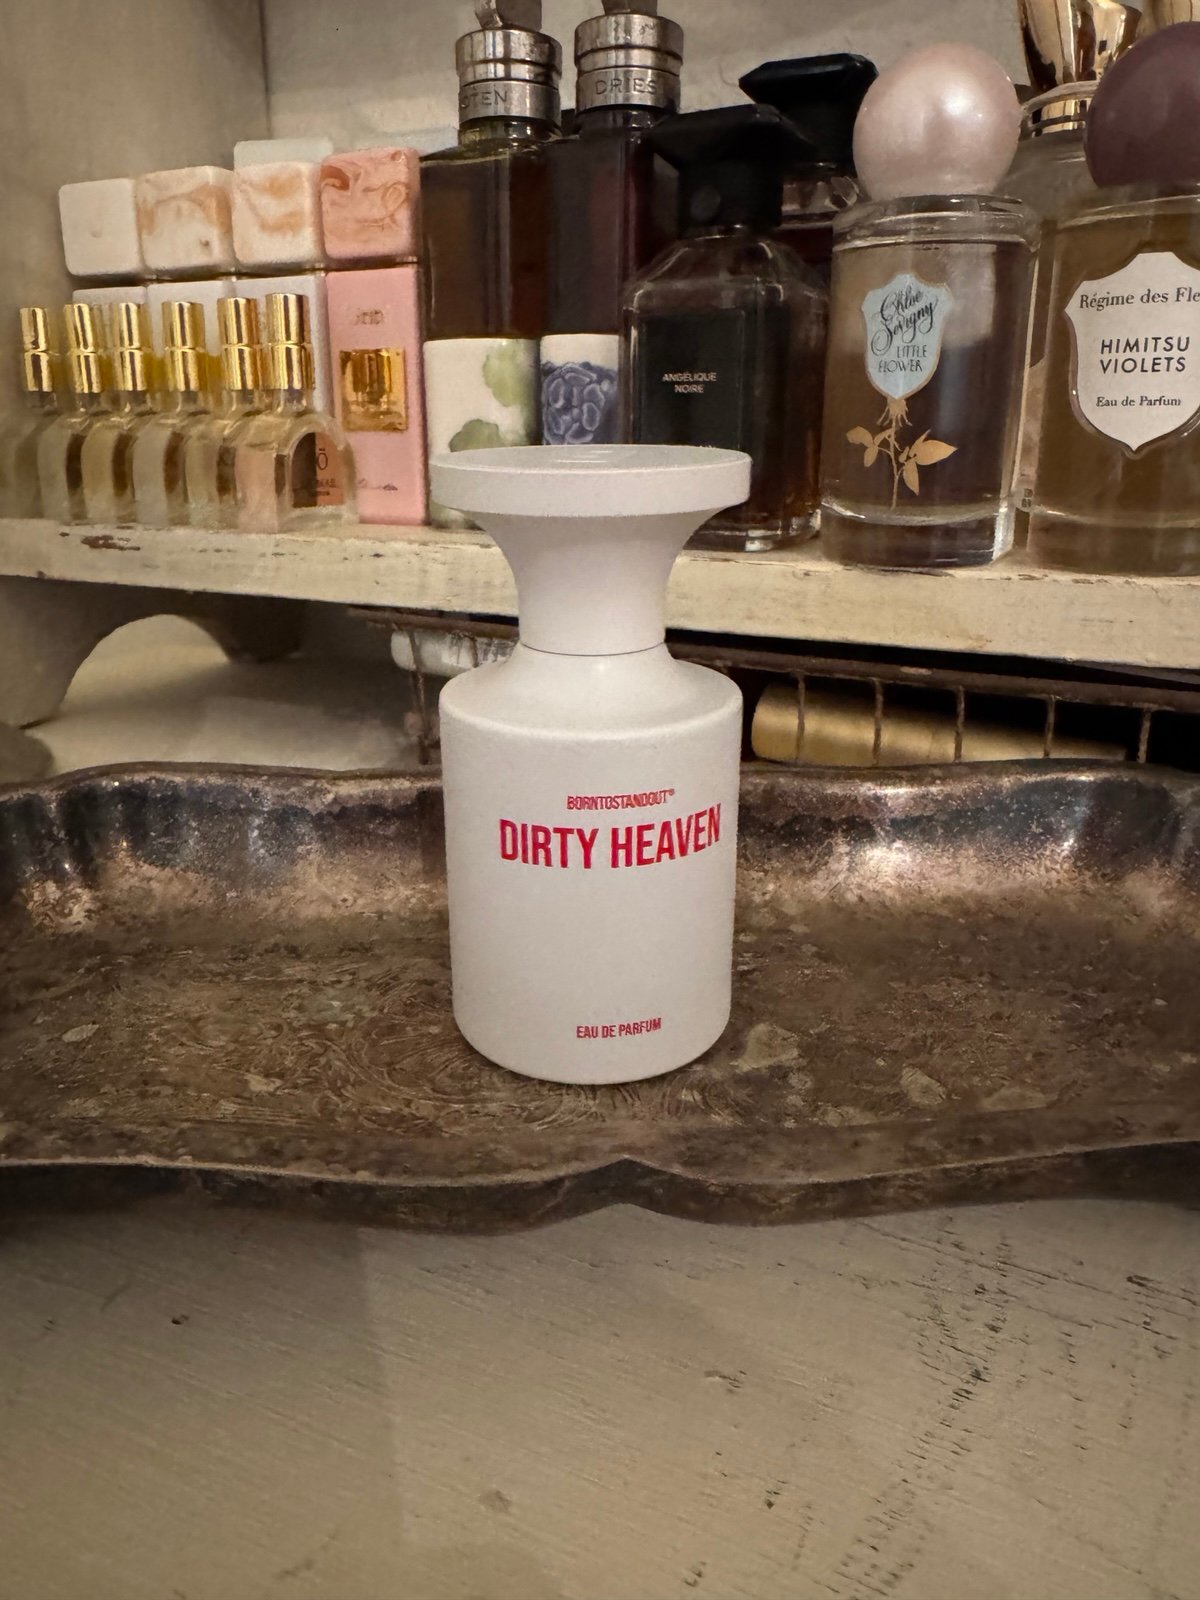 DRIES
ANGÉLIQUE
NOIRE
Chloe
Sevigny
LITTLE
FLOWER
Régime des Fle
HIMITSU
VIOLETS
Eau de Parfum
BORNTOSTANDOUT®
DIRTY HEAVEN
EAU DE PARFUM